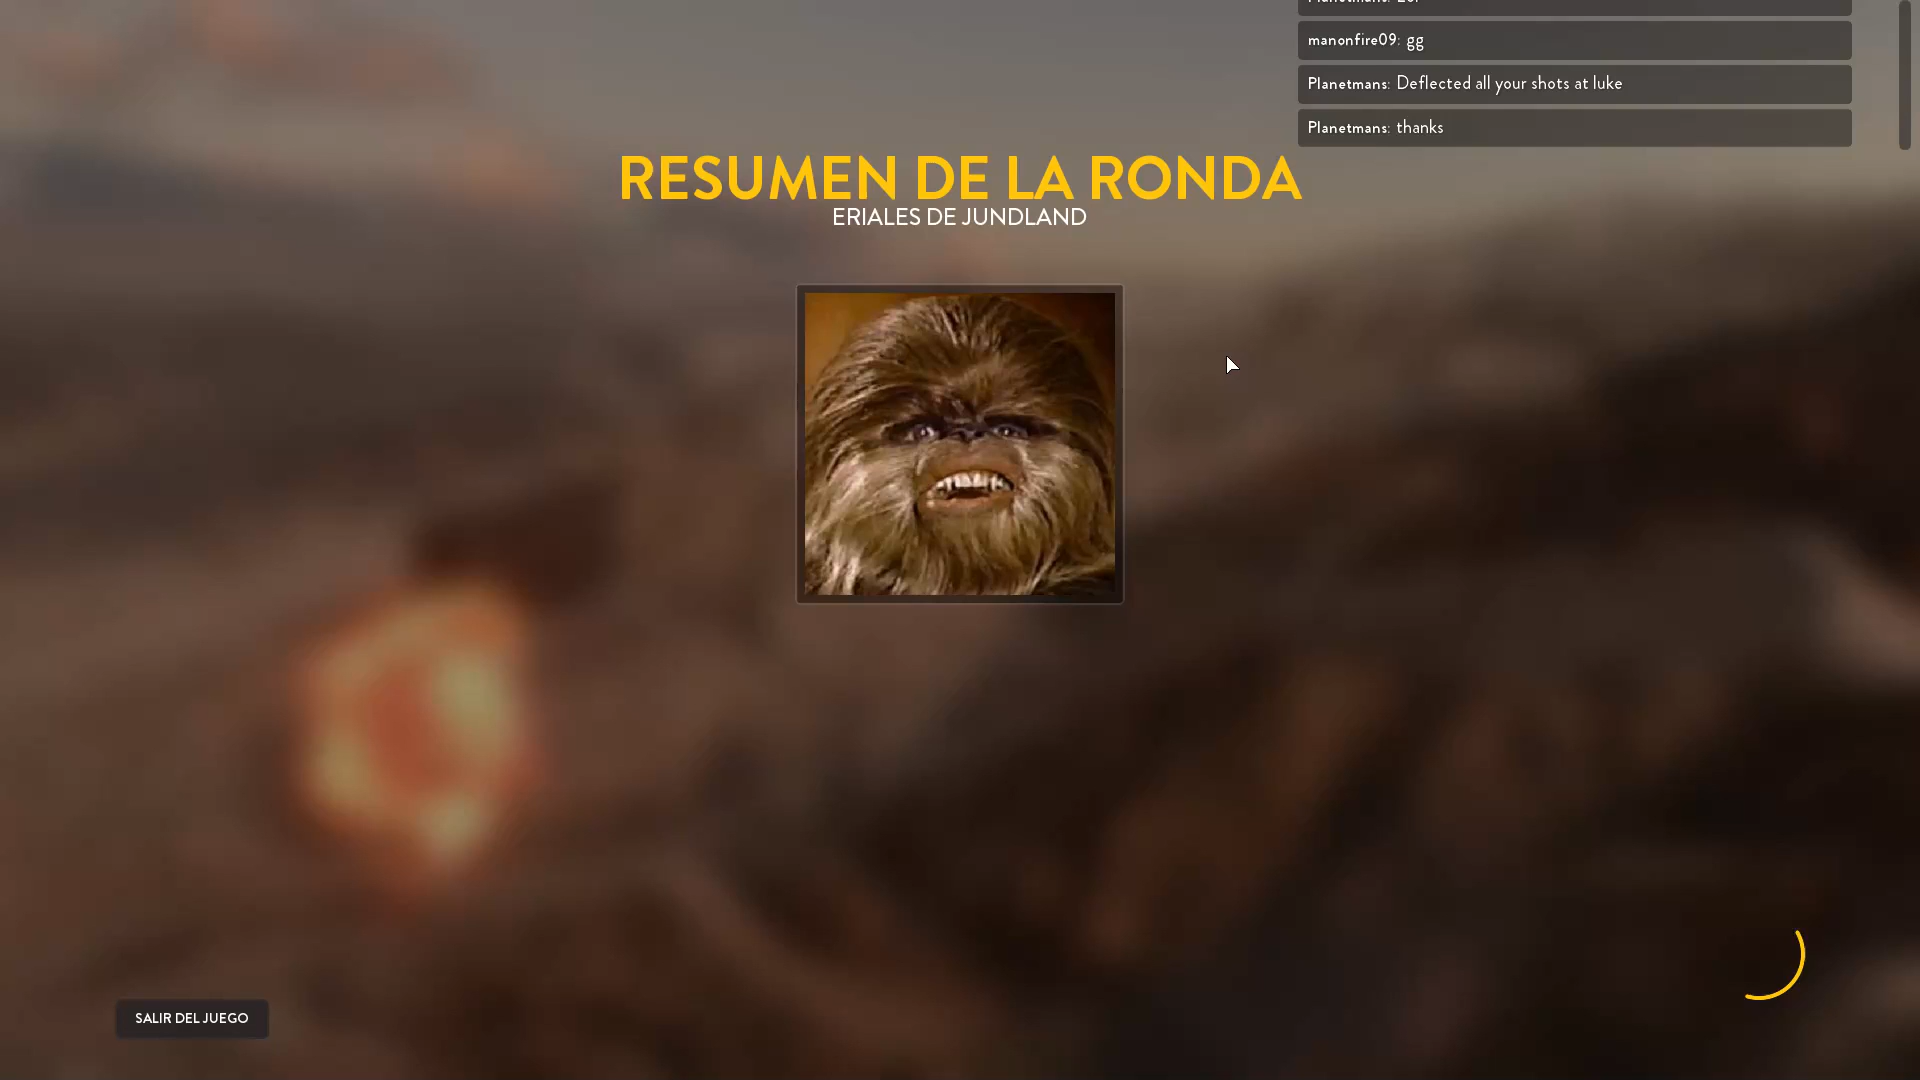 manonfire09: gg
Planetmans: Deflected all your shots at luke
Planetmans: thanks
RESUMEN DE LA RONDA
ERIALES DE JUNDLAND
SALIR DEL JUEGO